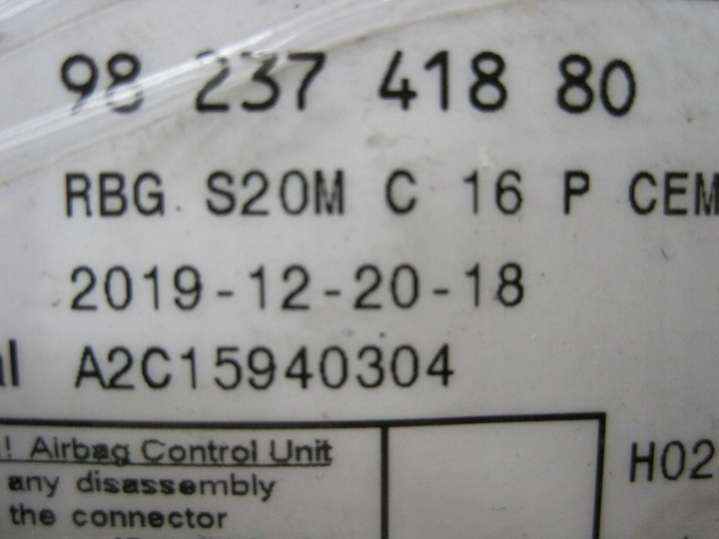 98 237 418 80
RBG S20M C 16 P CEM
2019-12-20-18
al A2C15940304
! Airbag Control Unit
any disassembly
the connector
H02